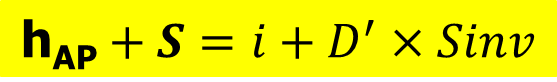 h_AP + S = i + D′ × Sinv